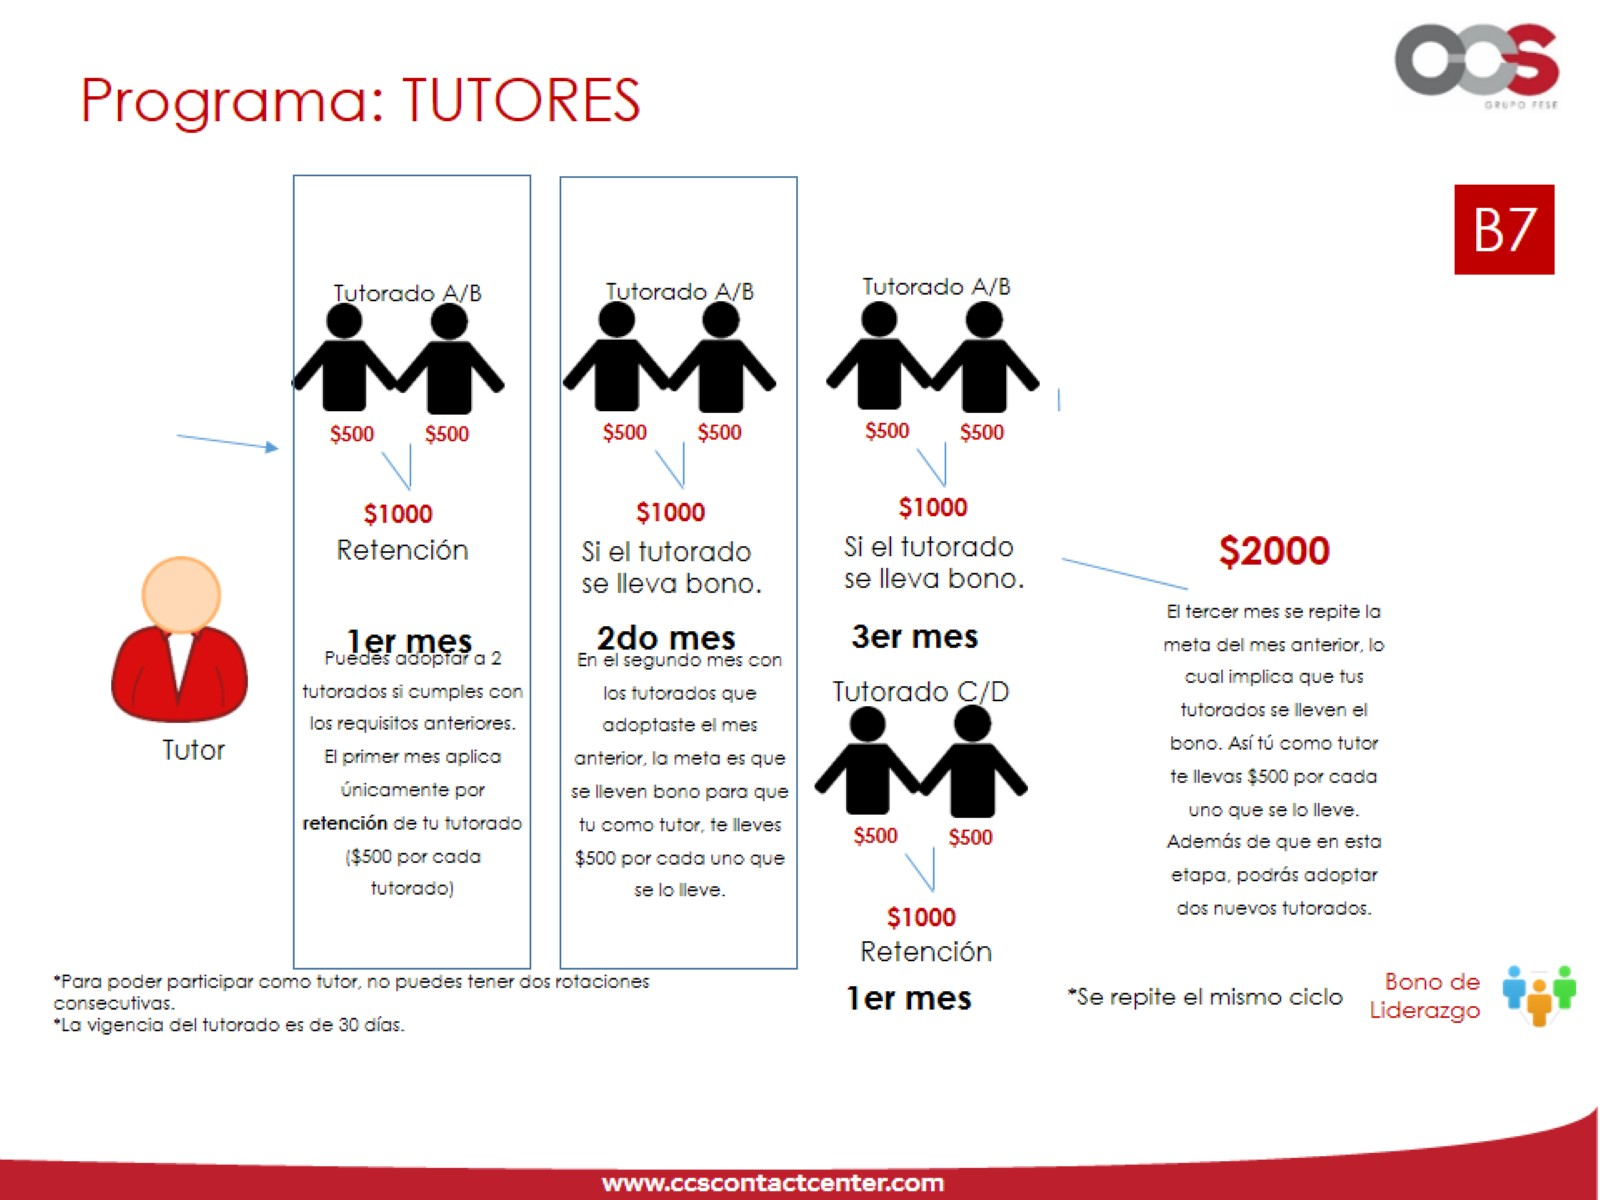 Programa: TUTORES
CCS
GRUPO FESE
B7
Tutorado A/B
$500 $500
$1000
Retención
1er mes
Puedes adoptar a 2
tutorados si cumples con
los requisitos anteriores.
El primer mes aplica
únicamente por
retención de tu tutorado
($500 por cada
tutorado)
Tutorado A/B
$500 $500
$1000
Si el tutorado
se lleva bono.
2do mes
En el segundo mes con
los tutorados que
adoptaste el mes
anterior, la meta es que
se lleven bono para que
tu como tutor, te lleves
$500 por cada uno que
se lo lleve.
Tutorado A/B
$500 $500
$1000
Si el tutorado
se lleva bono.
3er mes
Tutorado C/D
$500 $500
$1000
Retención
1er mes
$2000
El tercer mes se repite la
meta del mes anterior, lo
cual implica que tus
tutorados se lleven el
bono. Así tú como tutor
te llevas $500 por cada
uno que se lo lleve.
Además de que en esta
etapa, podrás adoptar
dos nuevos tutorados.
Tutor
*Para poder participar como tutor, no puedes tener dos rotaciones
consecutivas.
*La vigencia del tutorado es de 30 días.
*Se repite el mismo ciclo
Bono de
Liderazgo
www.ccscontactcenter.com